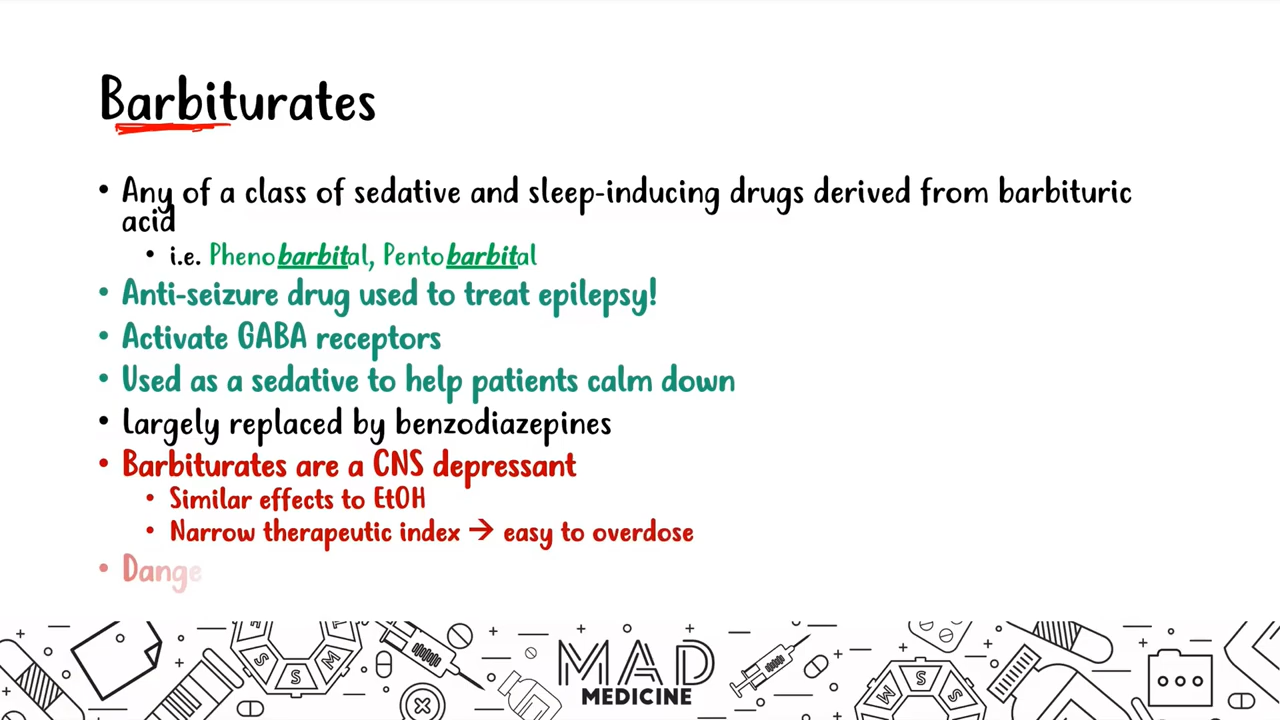 Barbiturates
• Any of a class of sedative and sleep-inducing drugs derived from barbituric
acid
• i.e. Phenobarbital, Pentobarbital
• Anti-seizure drug used to treat epilepsy!
• Activate GABA receptors
• Used as a sedative to help patients calm down
• Largely replaced by benzodiazepines
• Barbiturates are a CNS depressant
• Similar effects to EtOH
• Narrow therapeutic index → easy to overdose
• Dange
MAD
MEDICINE